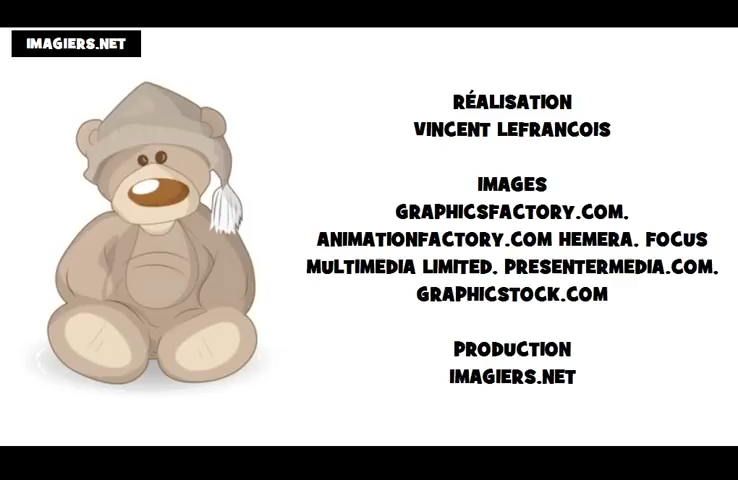 IMAGIERS.NET
RÉALISATION
VINCENT LEFRANCOIS
IMAGES
GRAPHICSFACTORY.COM,
ANIMATIONFACTORY.COM HEMERA, FOCUS
MULTIMEDIA LIMITED, PRESENTERMEDIA.COM,
GRAPHICSTOCK.COM
PRODUCTION
IMAGIERS.NET